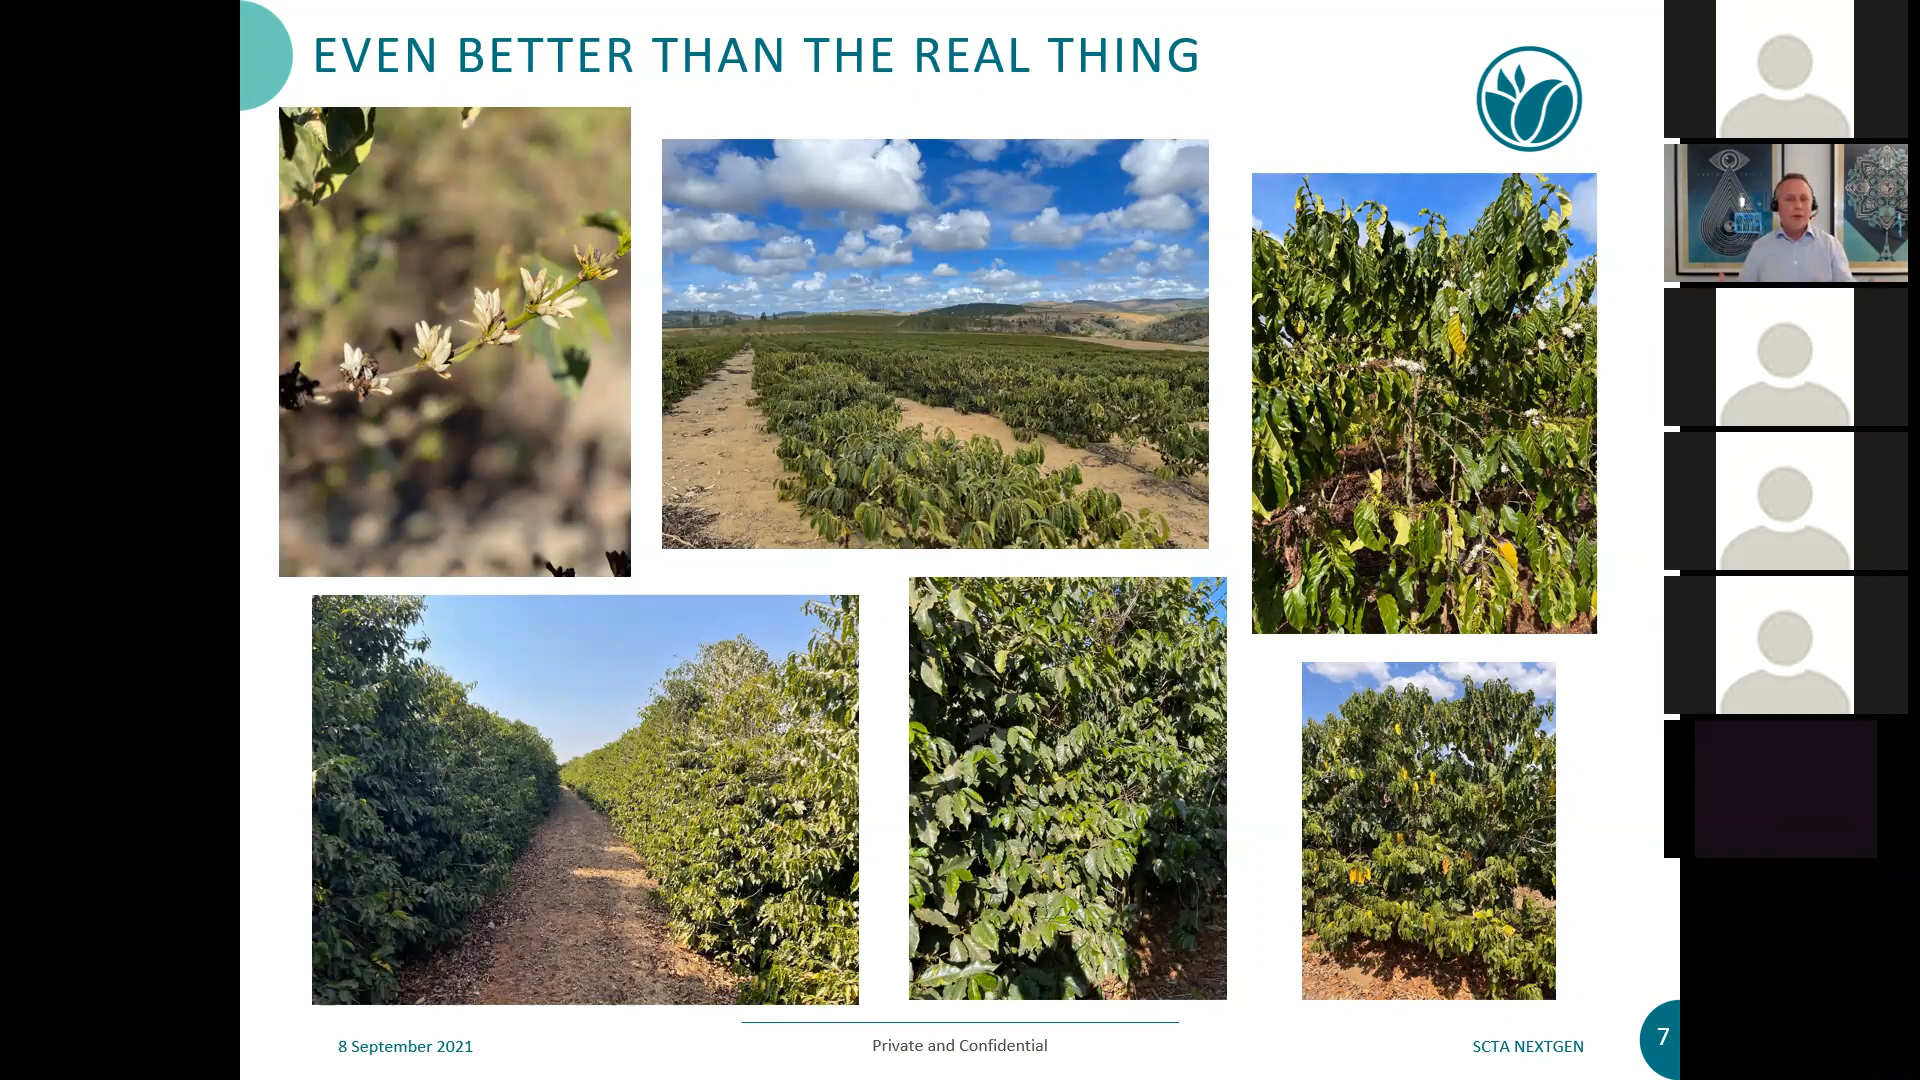 EVEN BETTER THAN THE REAL THING
8 September 2021
Private and Confidential
SCTA NEXTGEN
7